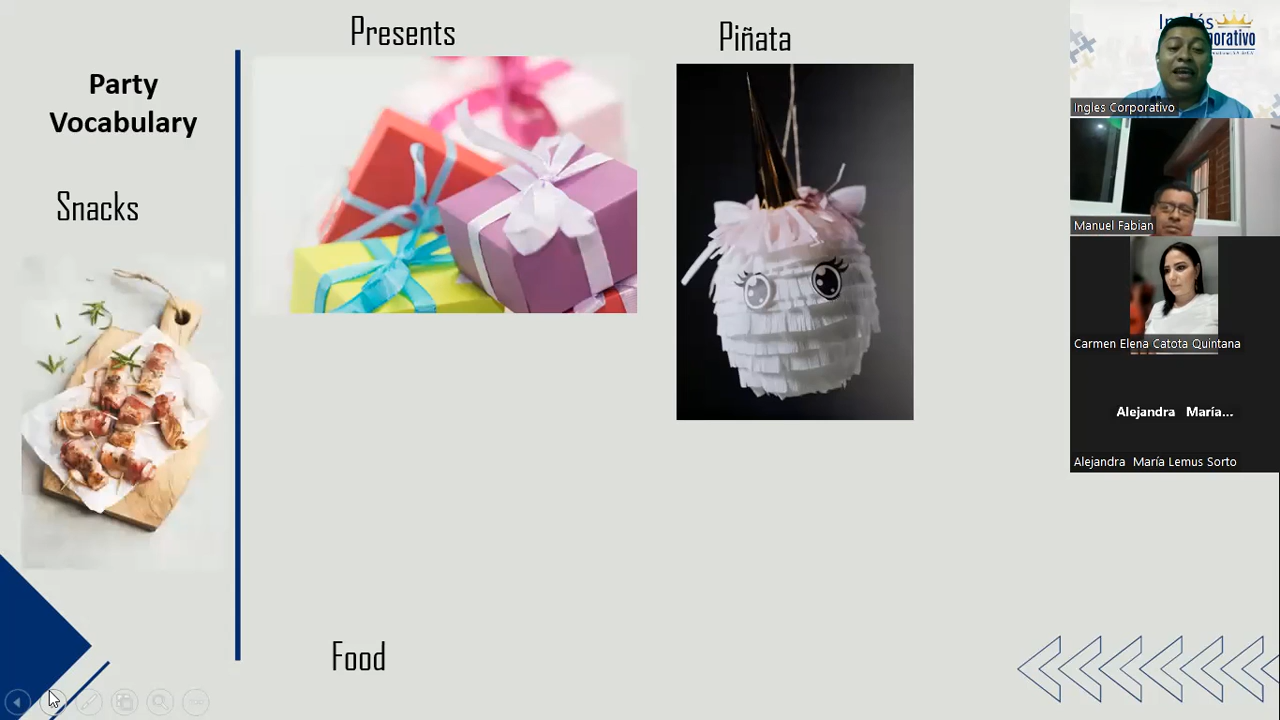 Presents
Piñata
Party
Vocabulary
Snacks
Food
Inglés
Ingles Corporativo
Manuel Fabian
Carmen Elena Catota Quintana
Alejandra María...
Alejandra María Lemus Sorto